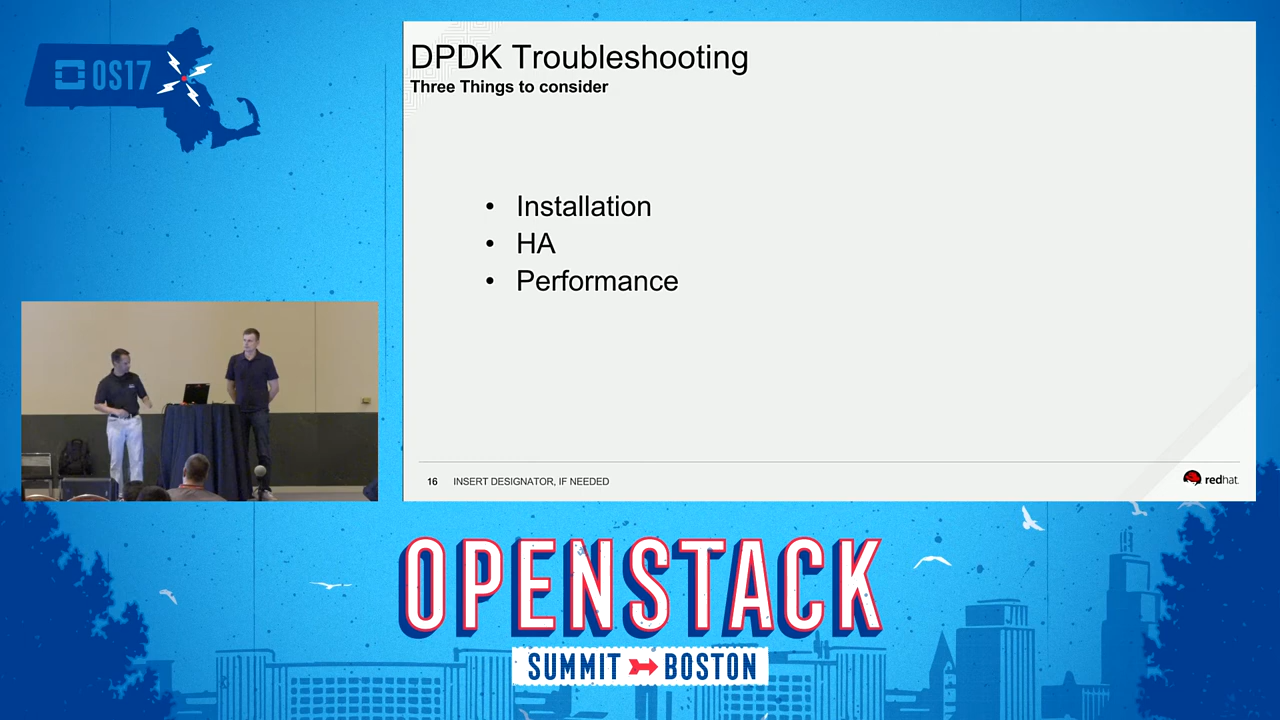 OS17
DPDK Troubleshooting
Three Things to consider
• Installation
• HA
• Performance
16 INSERT DESIGNATOR, IF NEEDED
redhat.
OPENSTACK
SUMMIT BOSTON